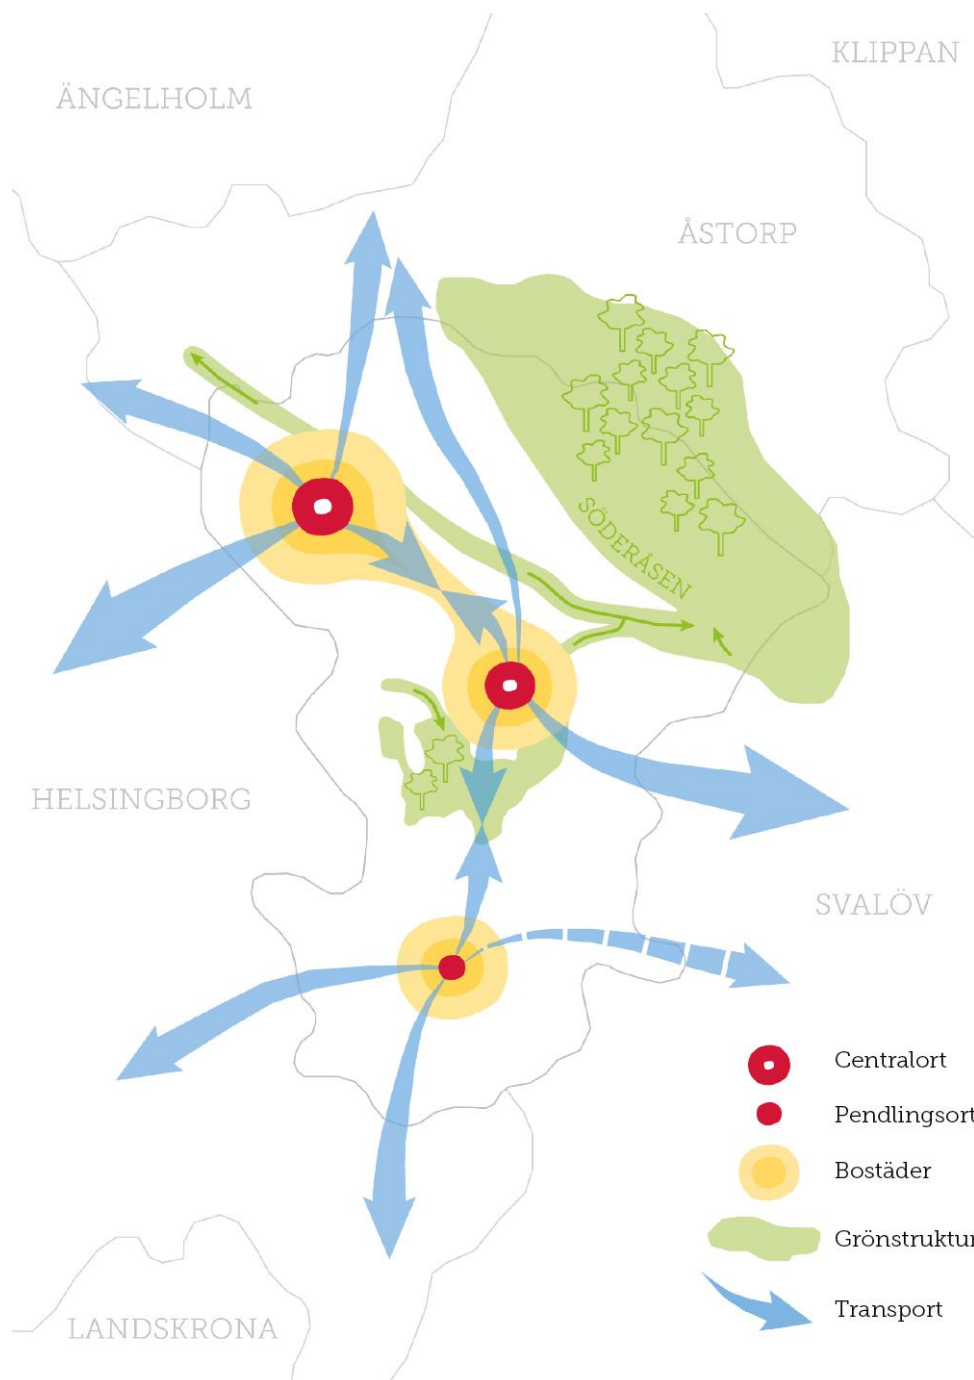 KLIPPAN
ÄNGELHOLM
ÅSTORP
SÖDERÅSEN
HELSINGBORG
SVALÖV
Centralort
Pendlingsort
Bostäder
Grönstruktur
Transport
LANDSKRONA